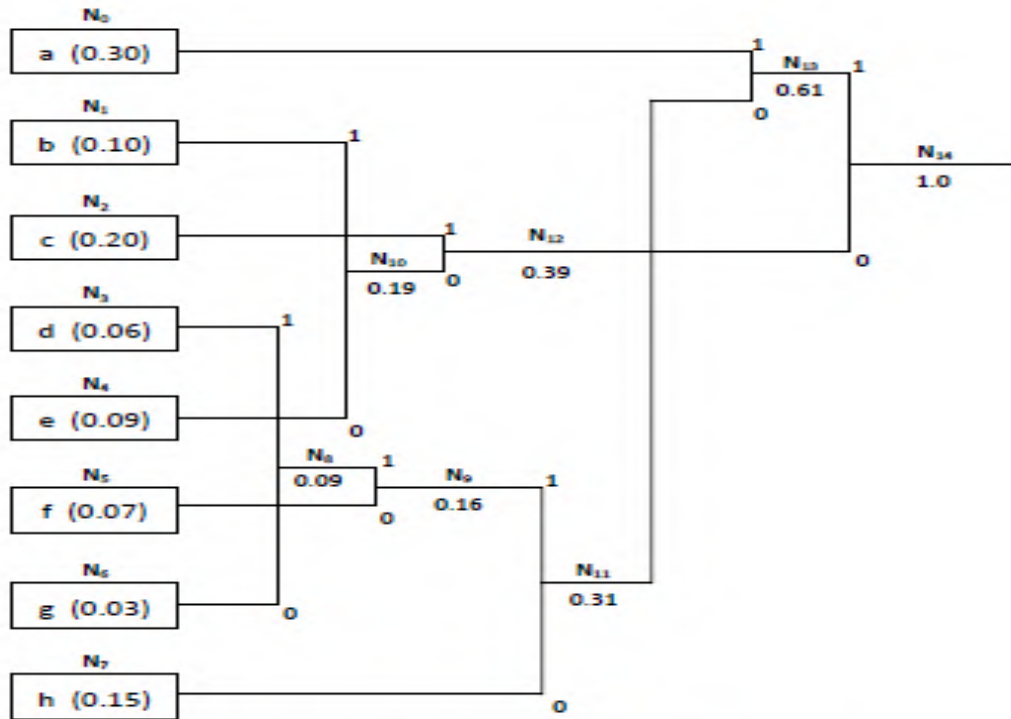 N₀
a (0.30)
1
N₁₃
1
0.61
0
N₁
b (0.10)
1
N₁₄
1.0
N₂
c (0.20)
1
N₁₂
N₁₀
0.39
0
0.19
0
N₃
d (0.06)
1
N₄
e (0.09)
0
N₈
1
0.09
N₉
1
0.16
N₅
f (0.07)
0
N₆
g (0.03)
0
N₁₁
0.31
N₇
h (0.15)
0